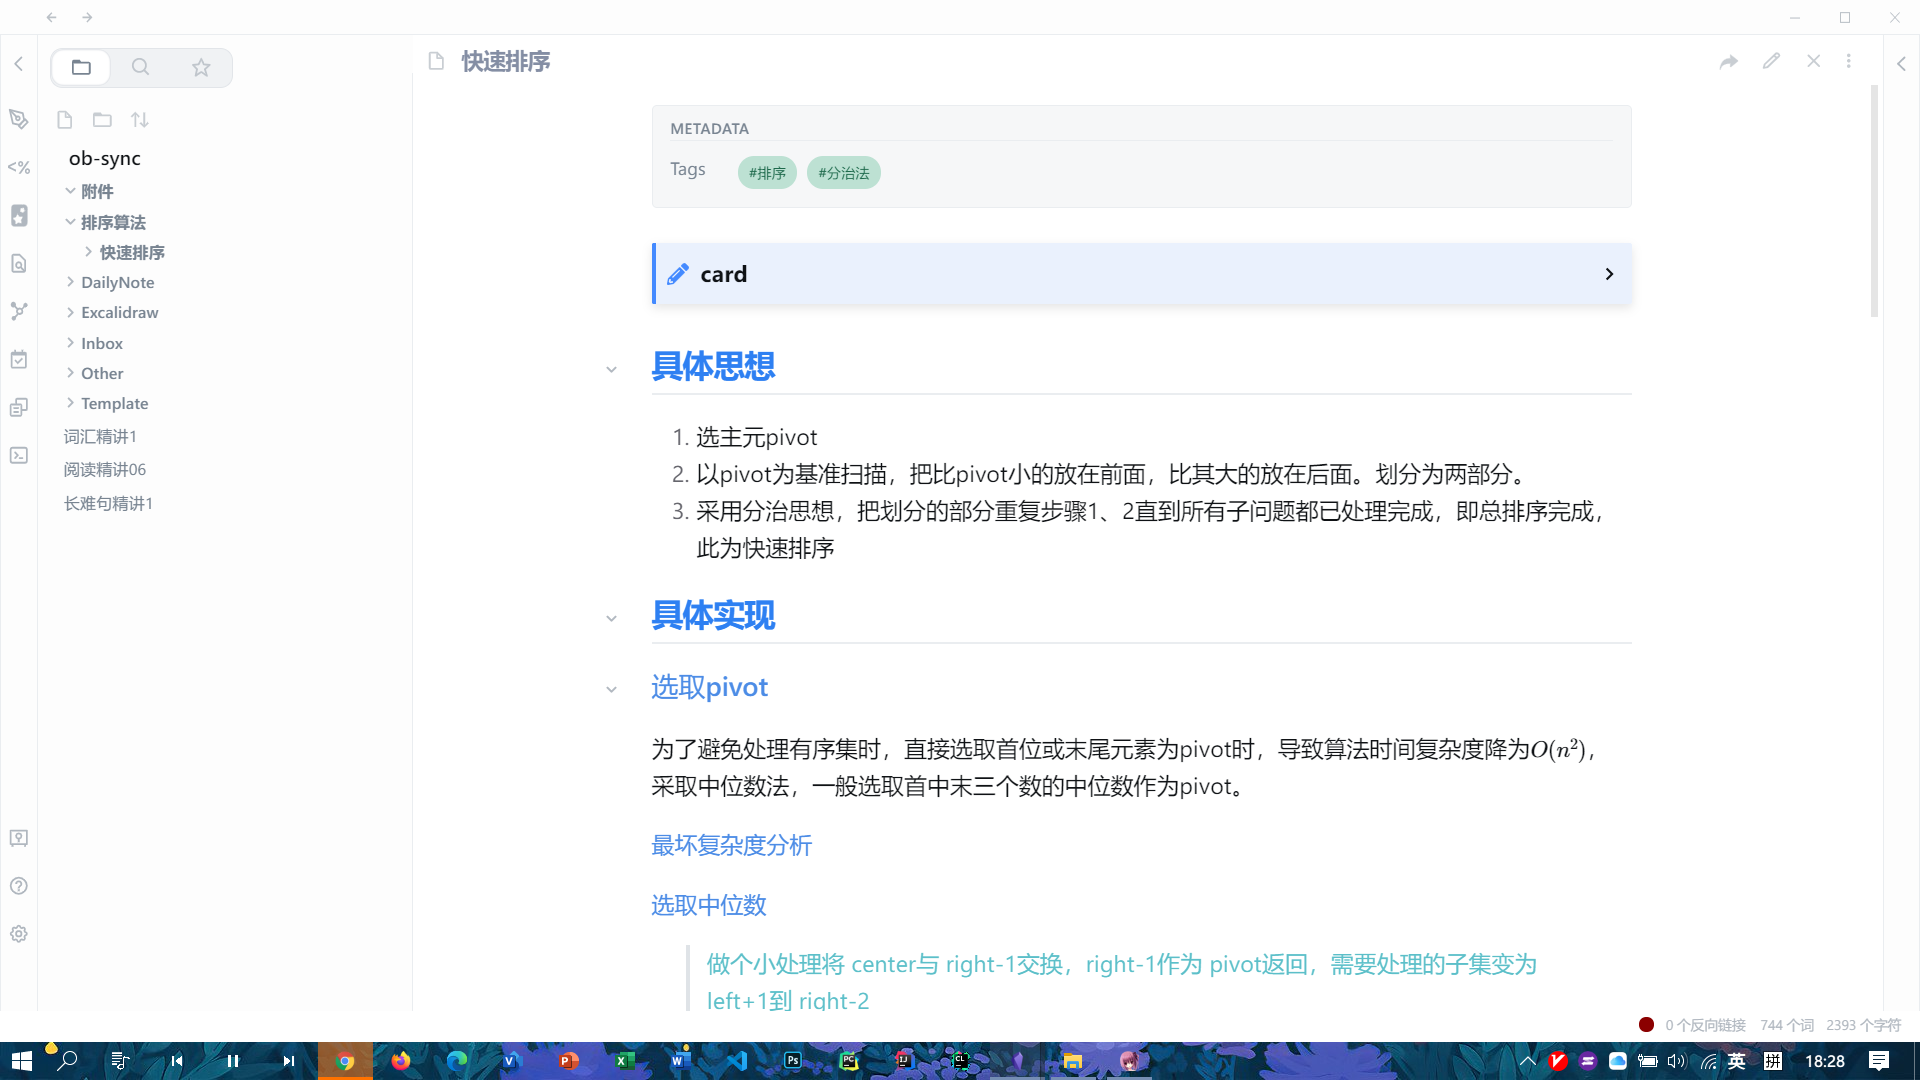 快速排序
ob-sync
附件
排序算法
快速排序
DailyNote
Excalidraw
Inbox
Other
Template
词汇精讲1
阅读精讲06
长难句精讲1
METADATA
Tags #排序 #分治法
card
具体思想
1. 选主元pivot
2. 以pivot为基准扫描，把比pivot小的放在前面，比其大的放在后面。划分为两部分。
3. 采用分治思想，把划分的部分重复步骤1、2直到所有子问题都已处理完成，即总排序完成，
此为快速排序
具体实现
选取pivot
为了避免处理有序集时，直接选取首位或末尾元素为pivot时，导致算法时间复杂度降为O(n²)，
采取中位数法，一般选取首中末三个数的中位数作为pivot。
最坏复杂度分析
选取中位数
做个小处理将 center与 right-1交换，right-1作为 pivot返回，需要处理的子集变为
left+1到 right-2
0 个反向链接 744 个词 2393 个字符
英 拼 18:28